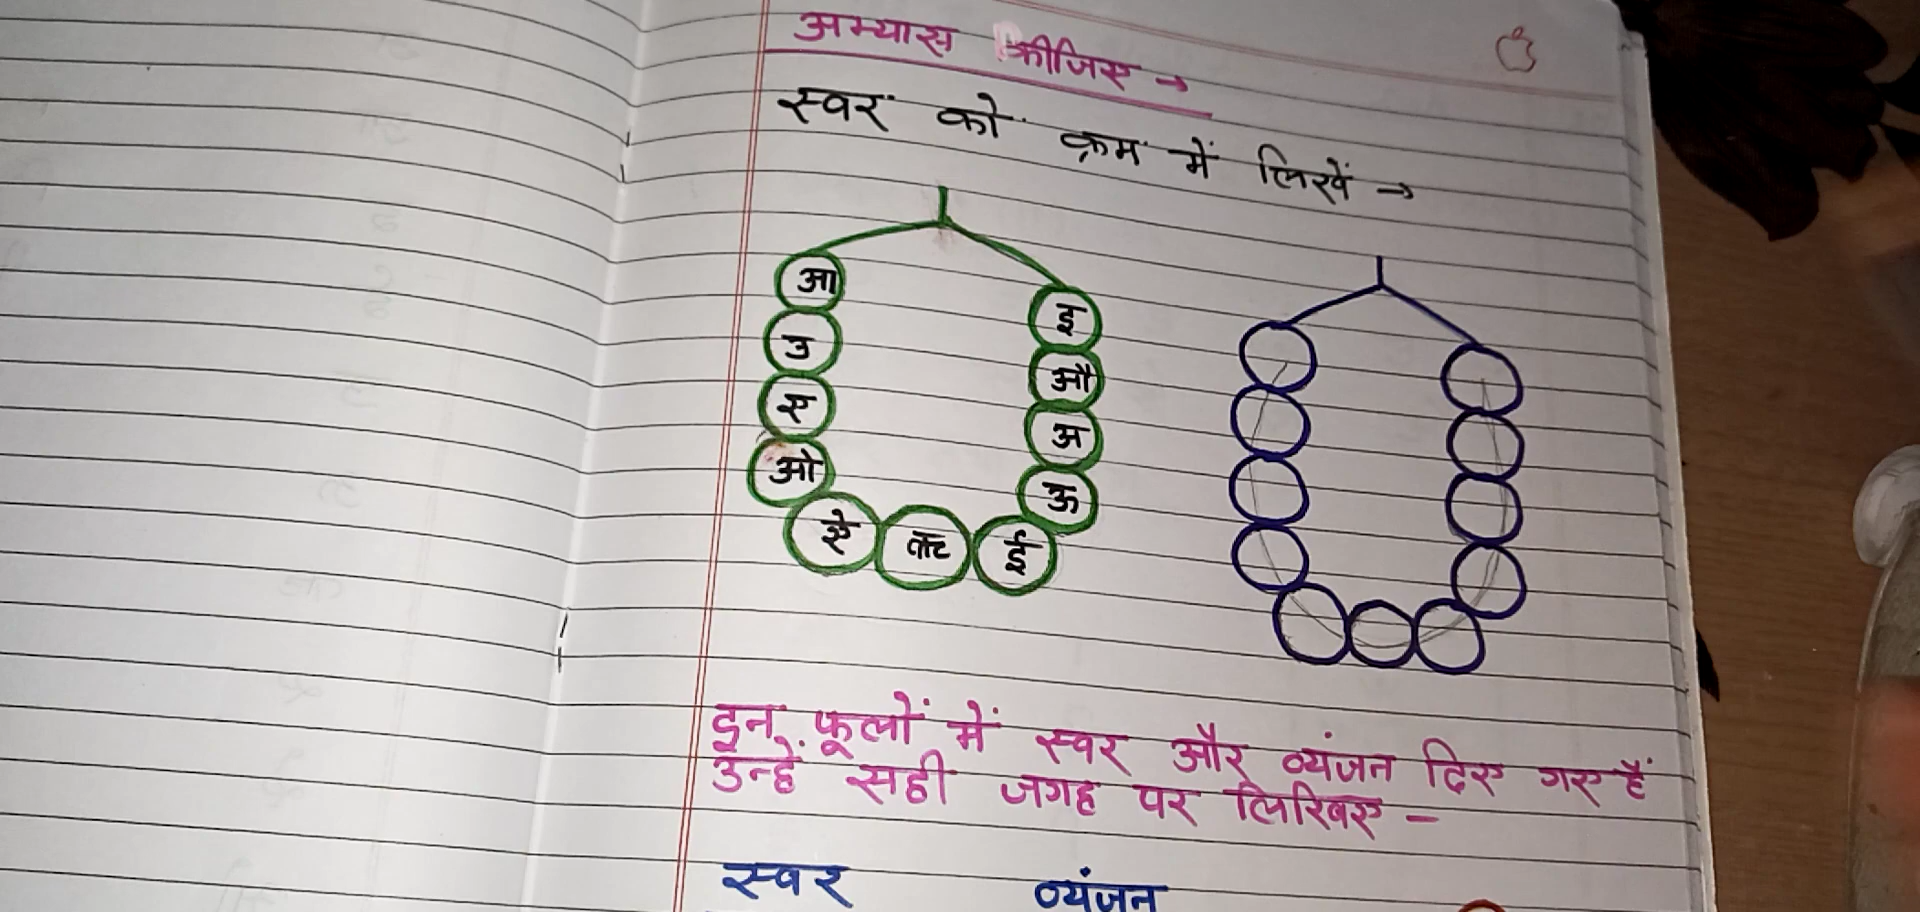 अभ्यास कीजिए →
स्वर को क्रम में लिखें →
आ
उ
ए
ओ
ऐ
ऋ
ई
ऊ
अ
औ
इ
इन फूलों में स्वर और व्यंजन दिए गए हैं
उन्हें सही जगह पर लिखिए -
स्वर व्यंजन